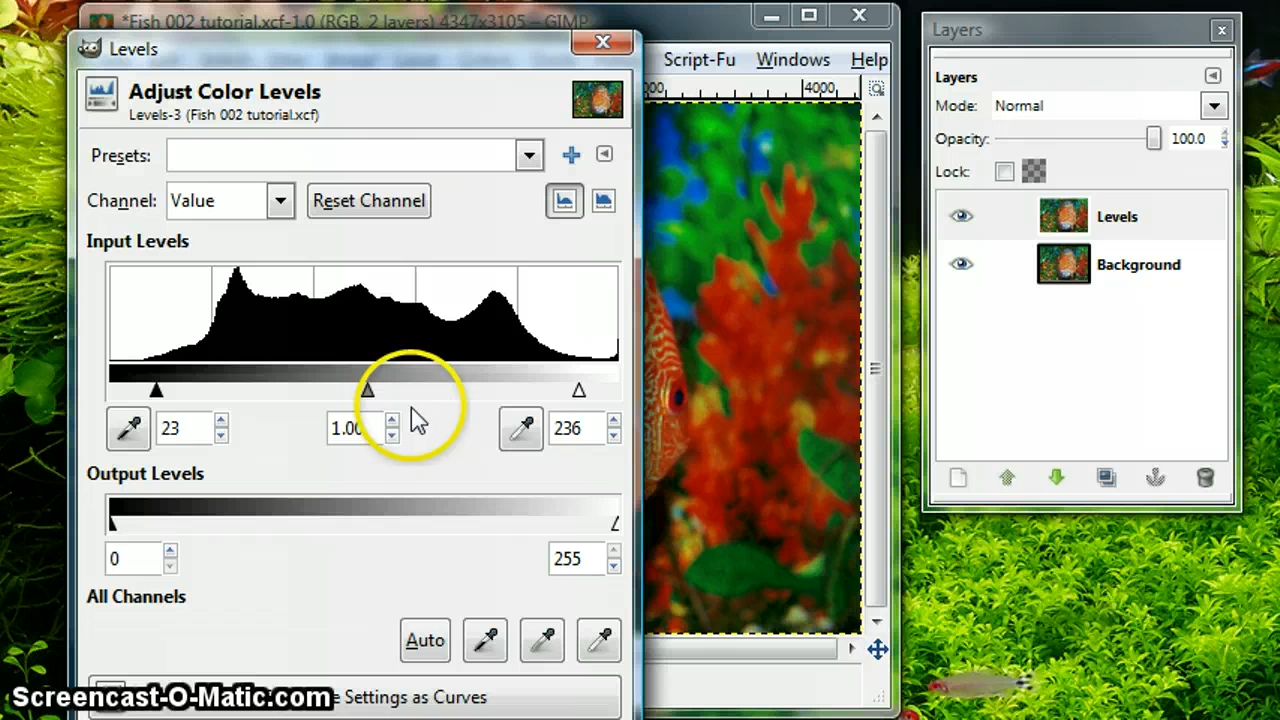 *Fish 002 tutorial.xcf-1.0 (RGB, 2 layers) 4347x3105 – GIMP
Levels
Adjust Color Levels
Levels-3 (Fish 002 tutorial.xcf)
Presets:
Channel: Value Reset Channel
Input Levels
23 1.00 236
Output Levels
0 255
All Channels
Auto
e Settings as Curves
Script-Fu Windows Help
4000
Layers
Layers
Mode: Normal
Opacity: 100.0
Lock:
Levels
Background
Screencast-O-Matic.com